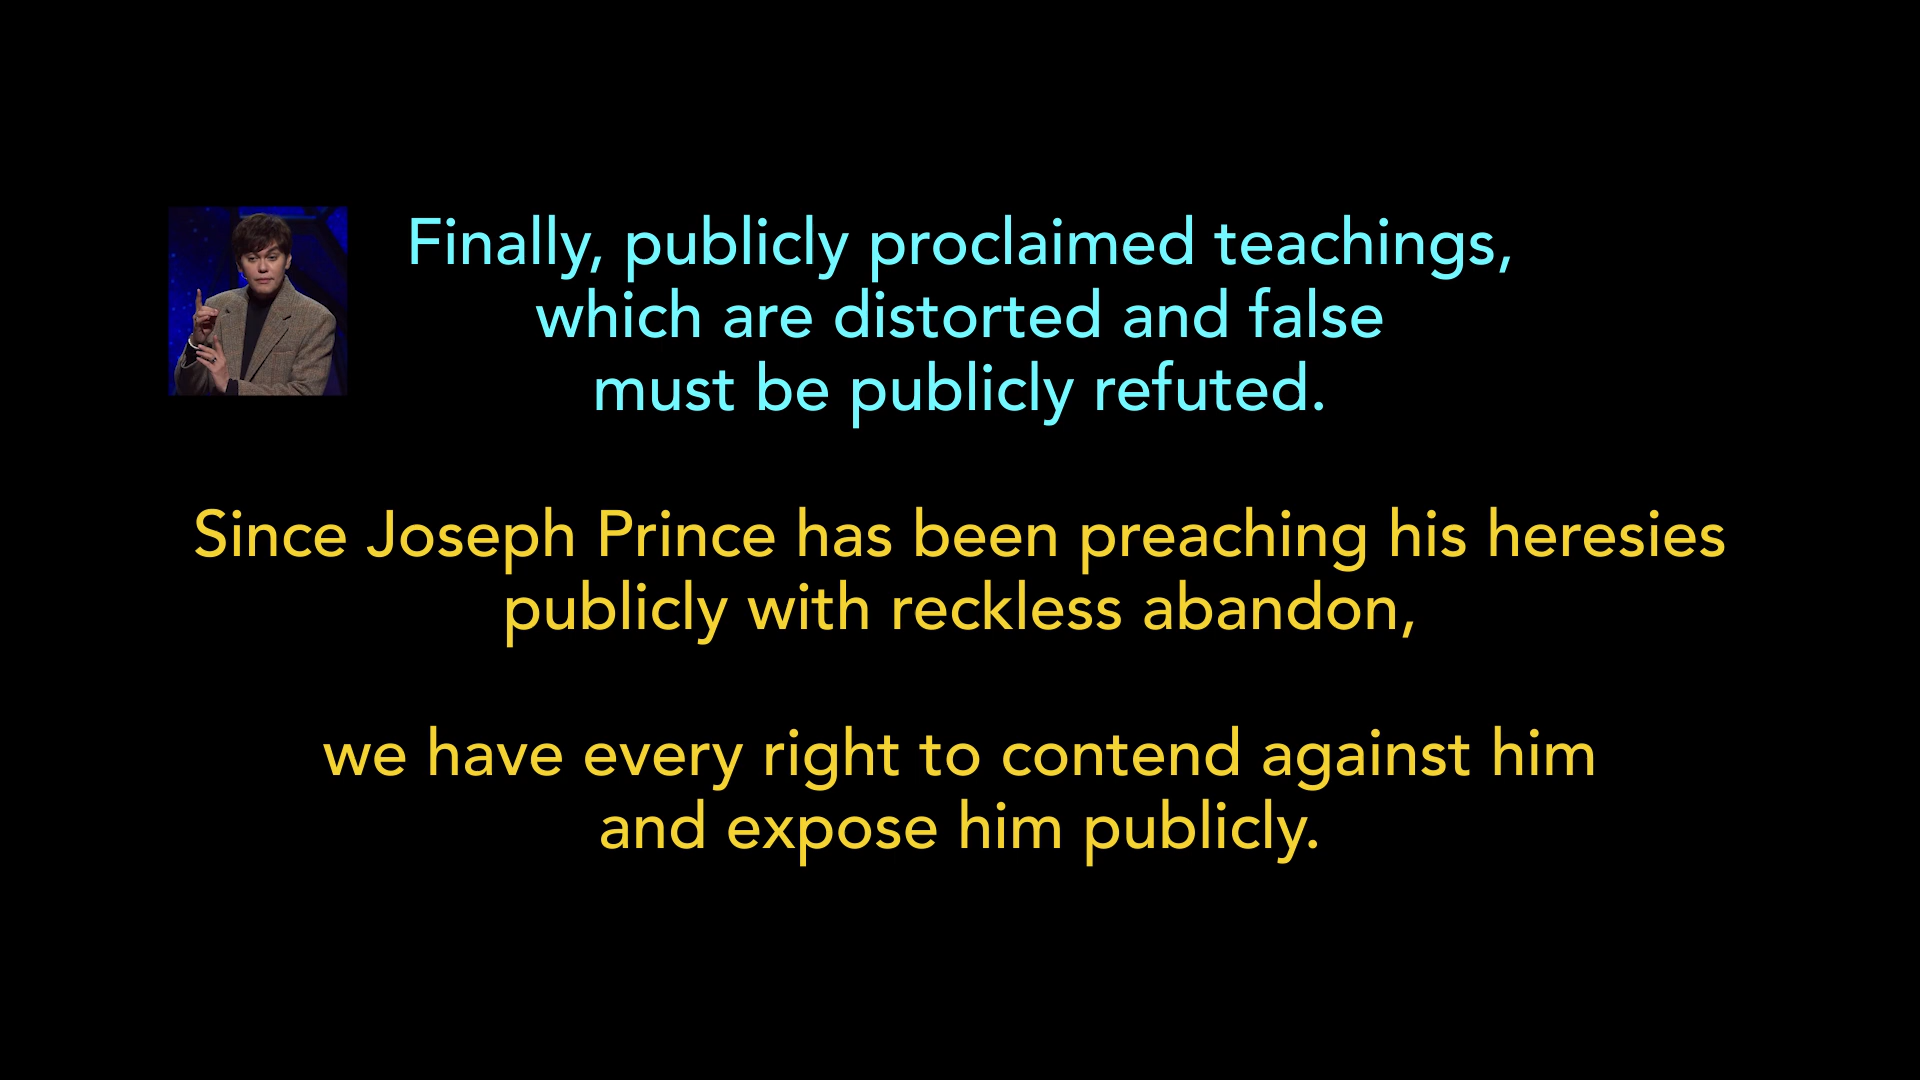 Finally, publicly proclaimed teachings,
which are distorted and false
must be publicly refuted.
Since Joseph Prince has been preaching his heresies
publicly with reckless abandon,
we have every right to contend against him
and expose him publicly.